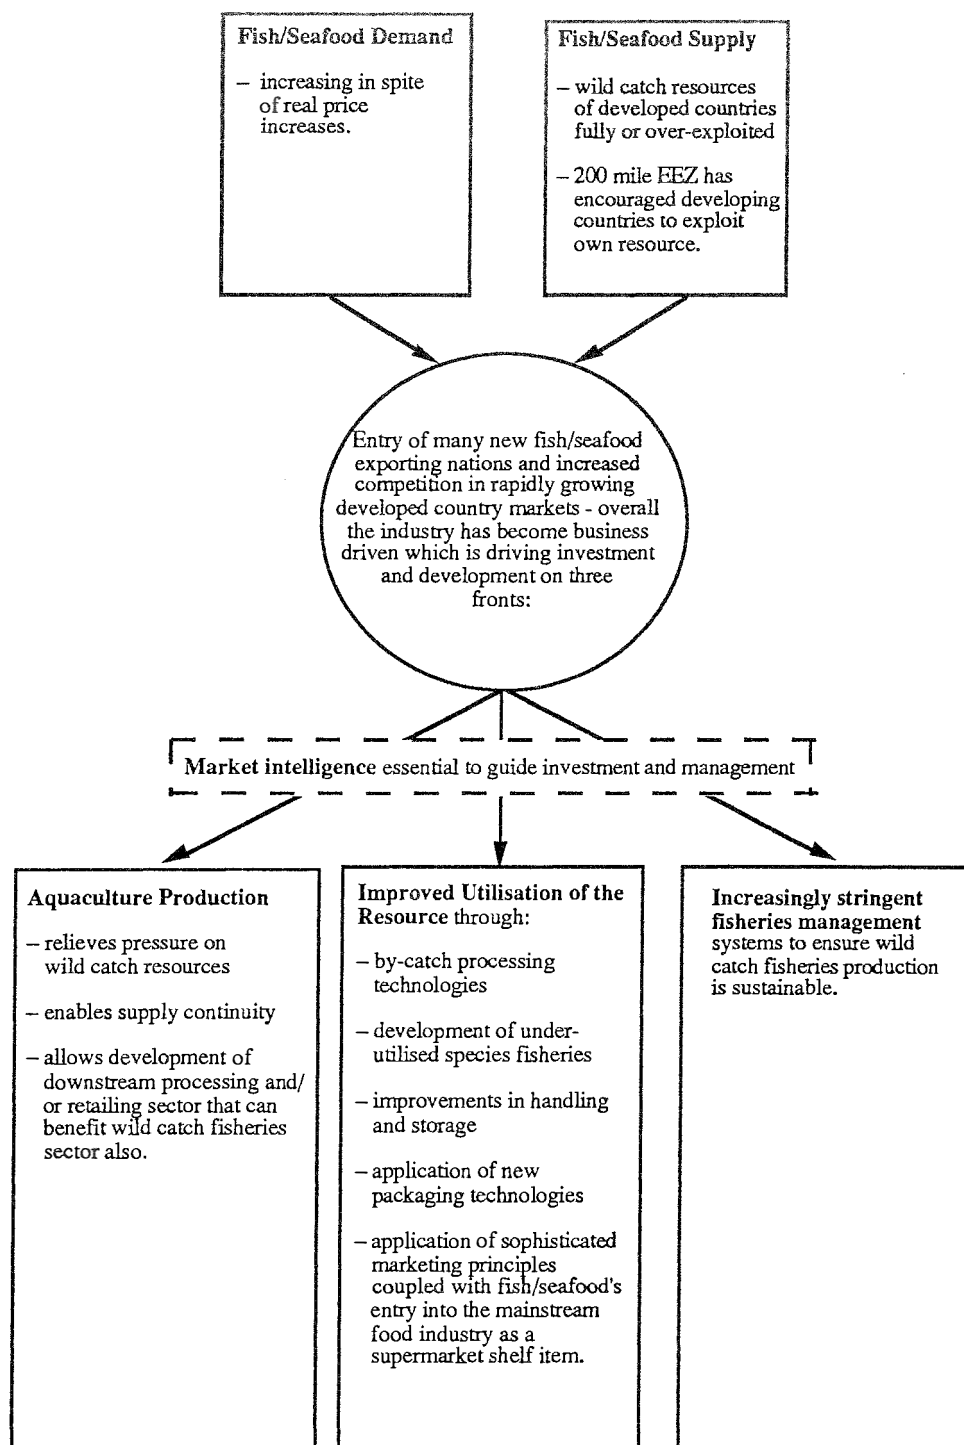 Fish/Seafood Demand
– increasing in spite
of real price
increases.
Fish/Seafood Supply
– wild catch resources
of developed countries
fully or over-exploited
– 200 mile EEZ has
encouraged developing
countries to exploit
own resource.
Entry of many new fish/seafood
exporting nations and increased
competition in rapidly growing
developed country markets - overall
the industry has become business
driven which is driving investment
and development on three
fronts:
Market intelligence essential to guide investment and management
Aquaculture Production
– relieves pressure on
wild catch resources
– enables supply continuity
– allows development of
downstream processing and/
or retailing sector that can
benefit wild catch fisheries
sector also.
Improved Utilisation of the
Resource through:
– by-catch processing
technologies
– development of under-
utilised species fisheries
– improvements in handling
and storage
– application of new
packaging technologies
– application of sophisticated
marketing principles
coupled with fish/seafood's
entry into the mainstream
food industry as a
supermarket shelf item.
Increasingly stringent
fisheries management
systems to ensure wild
catch fisheries production
is sustainable.